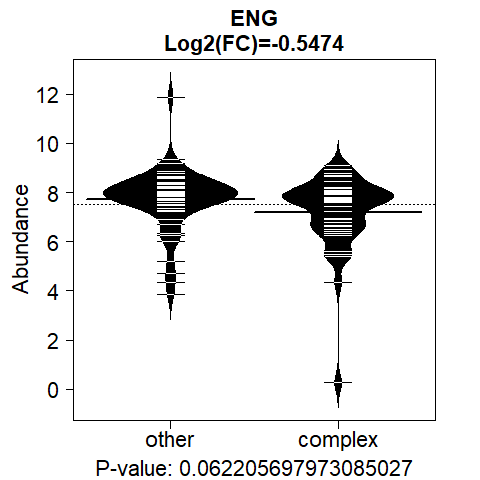 ENG
Log2(FC)=-0.5474
Abundance
12
10
8
6
4
2
0
other complex
P-value: 0.062205697973085027